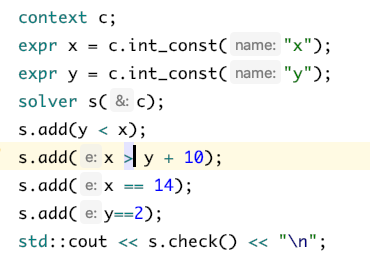 context c;
expr x = c.int_const( name: "x");
expr y = c.int_const( name: "y");
solver s( &: c);
s.add(y < x);
s.add( e: x > y + 10);
s.add( e: x == 14);
s.add( e: y==2);
std::cout << s.check() << "\n";